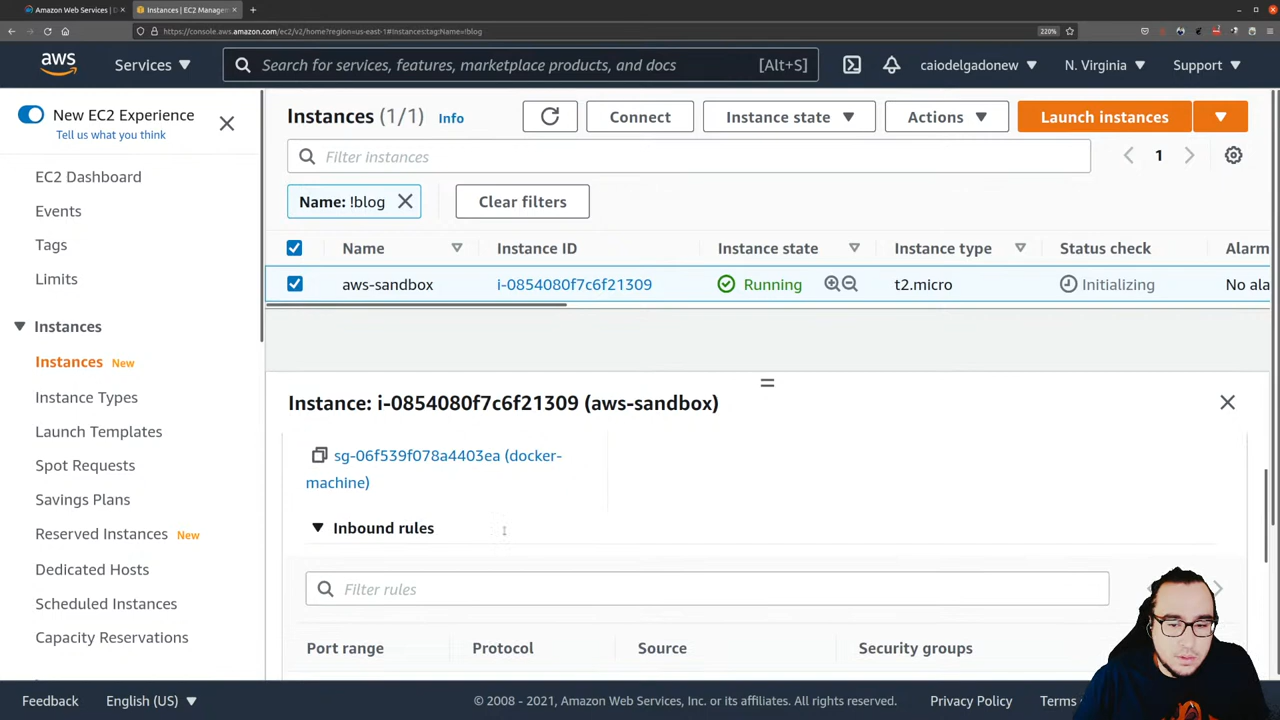 Amazon Web Services | D
Instances | EC2 Manage
https://console.aws.amazon.com/ec2/v2/home?region=us-east-1#Instances:tag:Name=!blog
220%
aws
Services
Search for services, features, marketplace products, and docs
[Alt+S]
caiodelgadonew
N. Virginia
Support
New EC2 Experience
Tell us what you think
EC2 Dashboard
Events
Tags
Limits
Instances
Instances New
Instance Types
Launch Templates
Spot Requests
Savings Plans
Reserved Instances New
Dedicated Hosts
Scheduled Instances
Capacity Reservations
Instances (1/1) Info
Connect
Instance state
Actions
Launch instances
Filter instances
1
Name: !blog
Clear filters
Name Instance ID Instance state Instance type Status check Alarm
aws-sandbox i-0854080f7c6f21309 Running t2.micro Initializing No ala
Instance: i-0854080f7c6f21309 (aws-sandbox)
sg-06f539f078a4403ea (docker-
machine)
Inbound rules
Filter rules
Port range Protocol Source Security groups
Feedback English (US) © 2008 - 2021, Amazon Web Services, Inc. or its affiliates. All rights reserved. Privacy Policy Terms